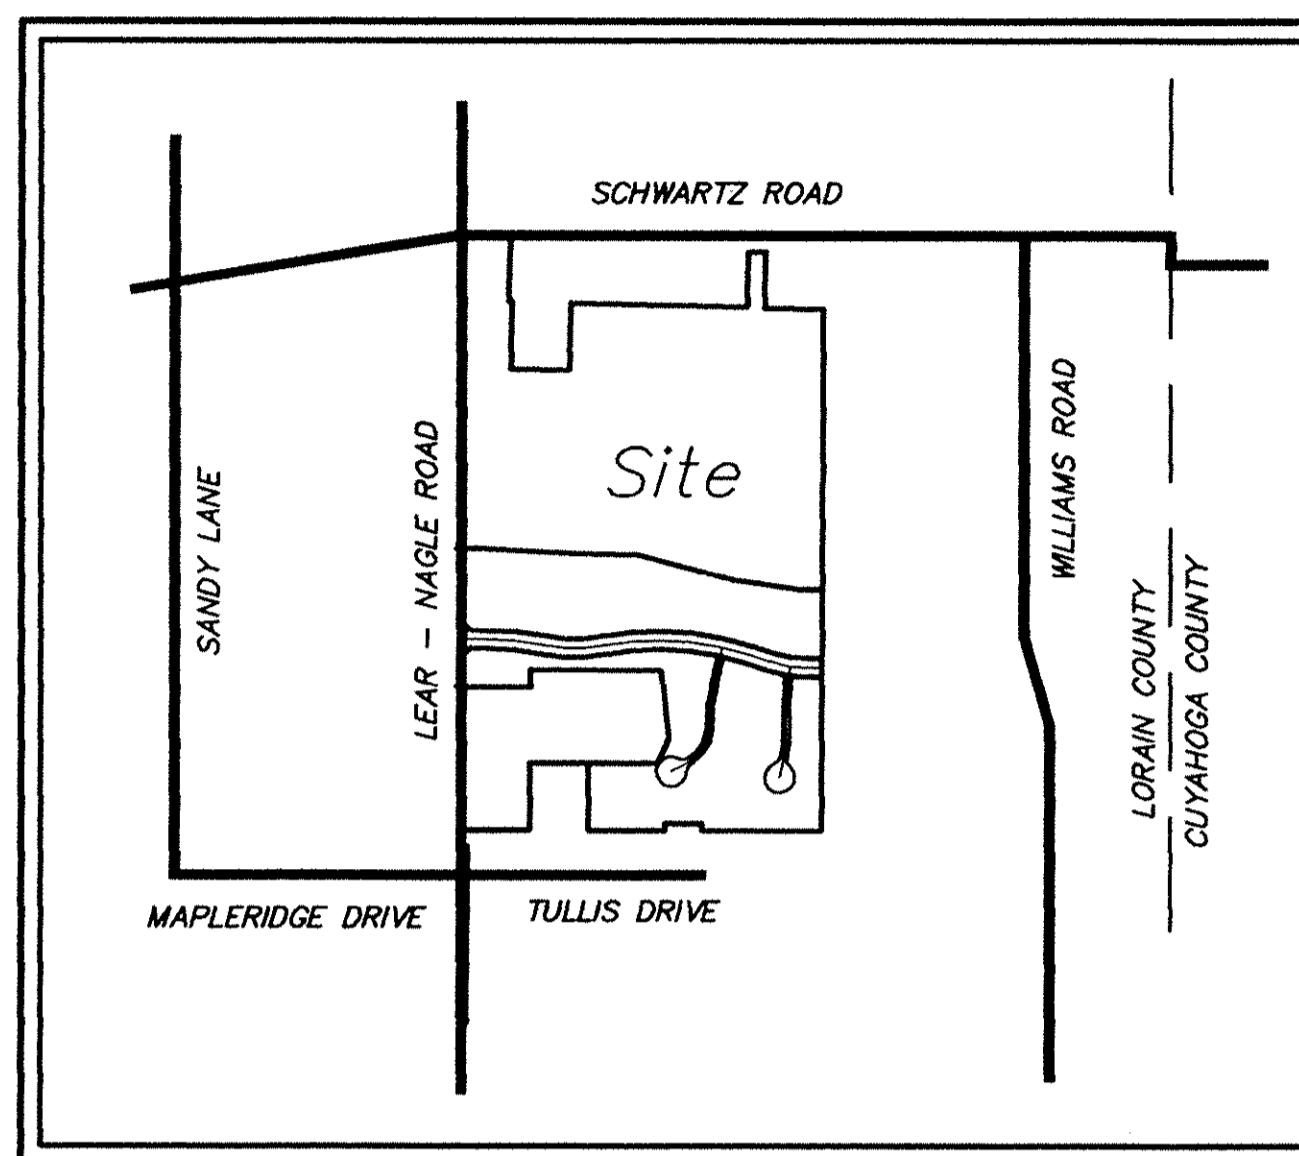 SCHWARTZ ROAD
Site
SANDY LANE
LEAR – NAGLE ROAD
WILLIAMS ROAD
LORAIN COUNTY
CUYAHOGA COUNTY
MAPLERIDGE DRIVE
TULLIS DRIVE